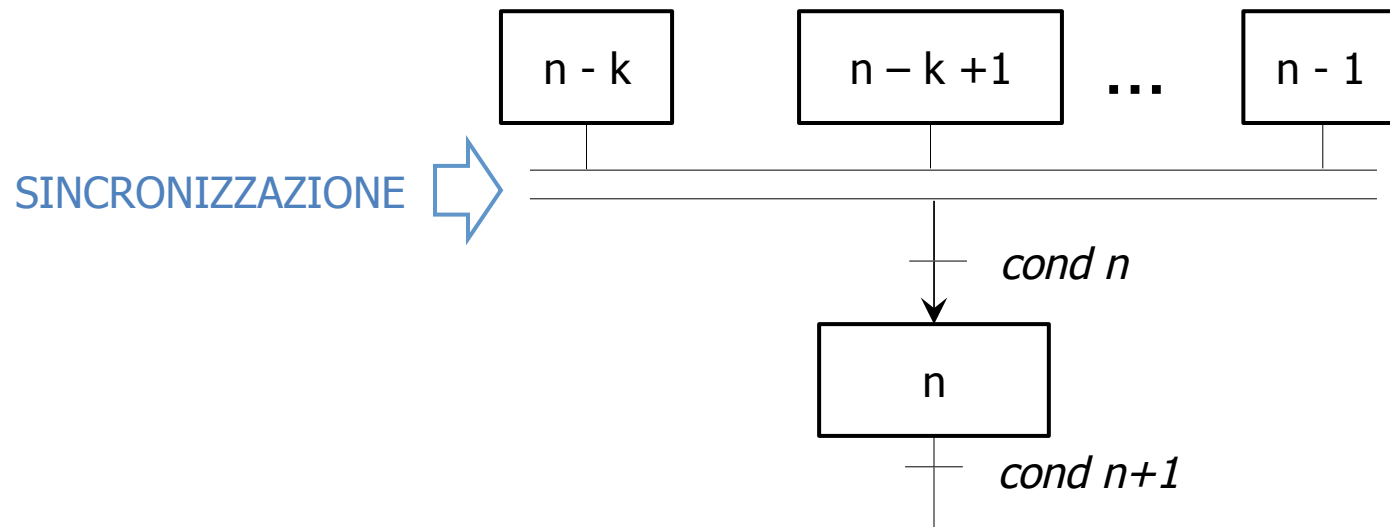 n - k
n – k +1
...
n - 1
SINCRONIZZAZIONE
cond n
n
cond n+1